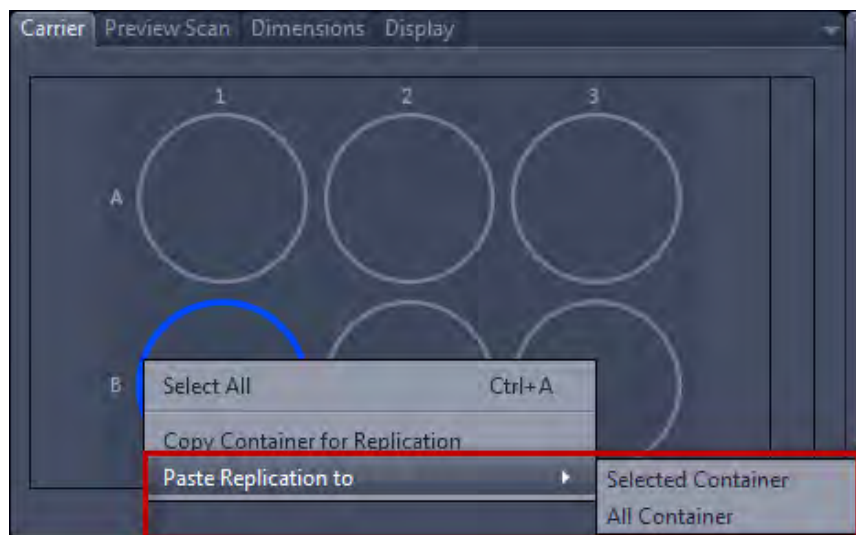 Carrier Preview Scan Dimensions Display
1 2 3
A
B
Select All Ctrl+A
Copy Container for Replication
Paste Replication to
Selected Container
All Container